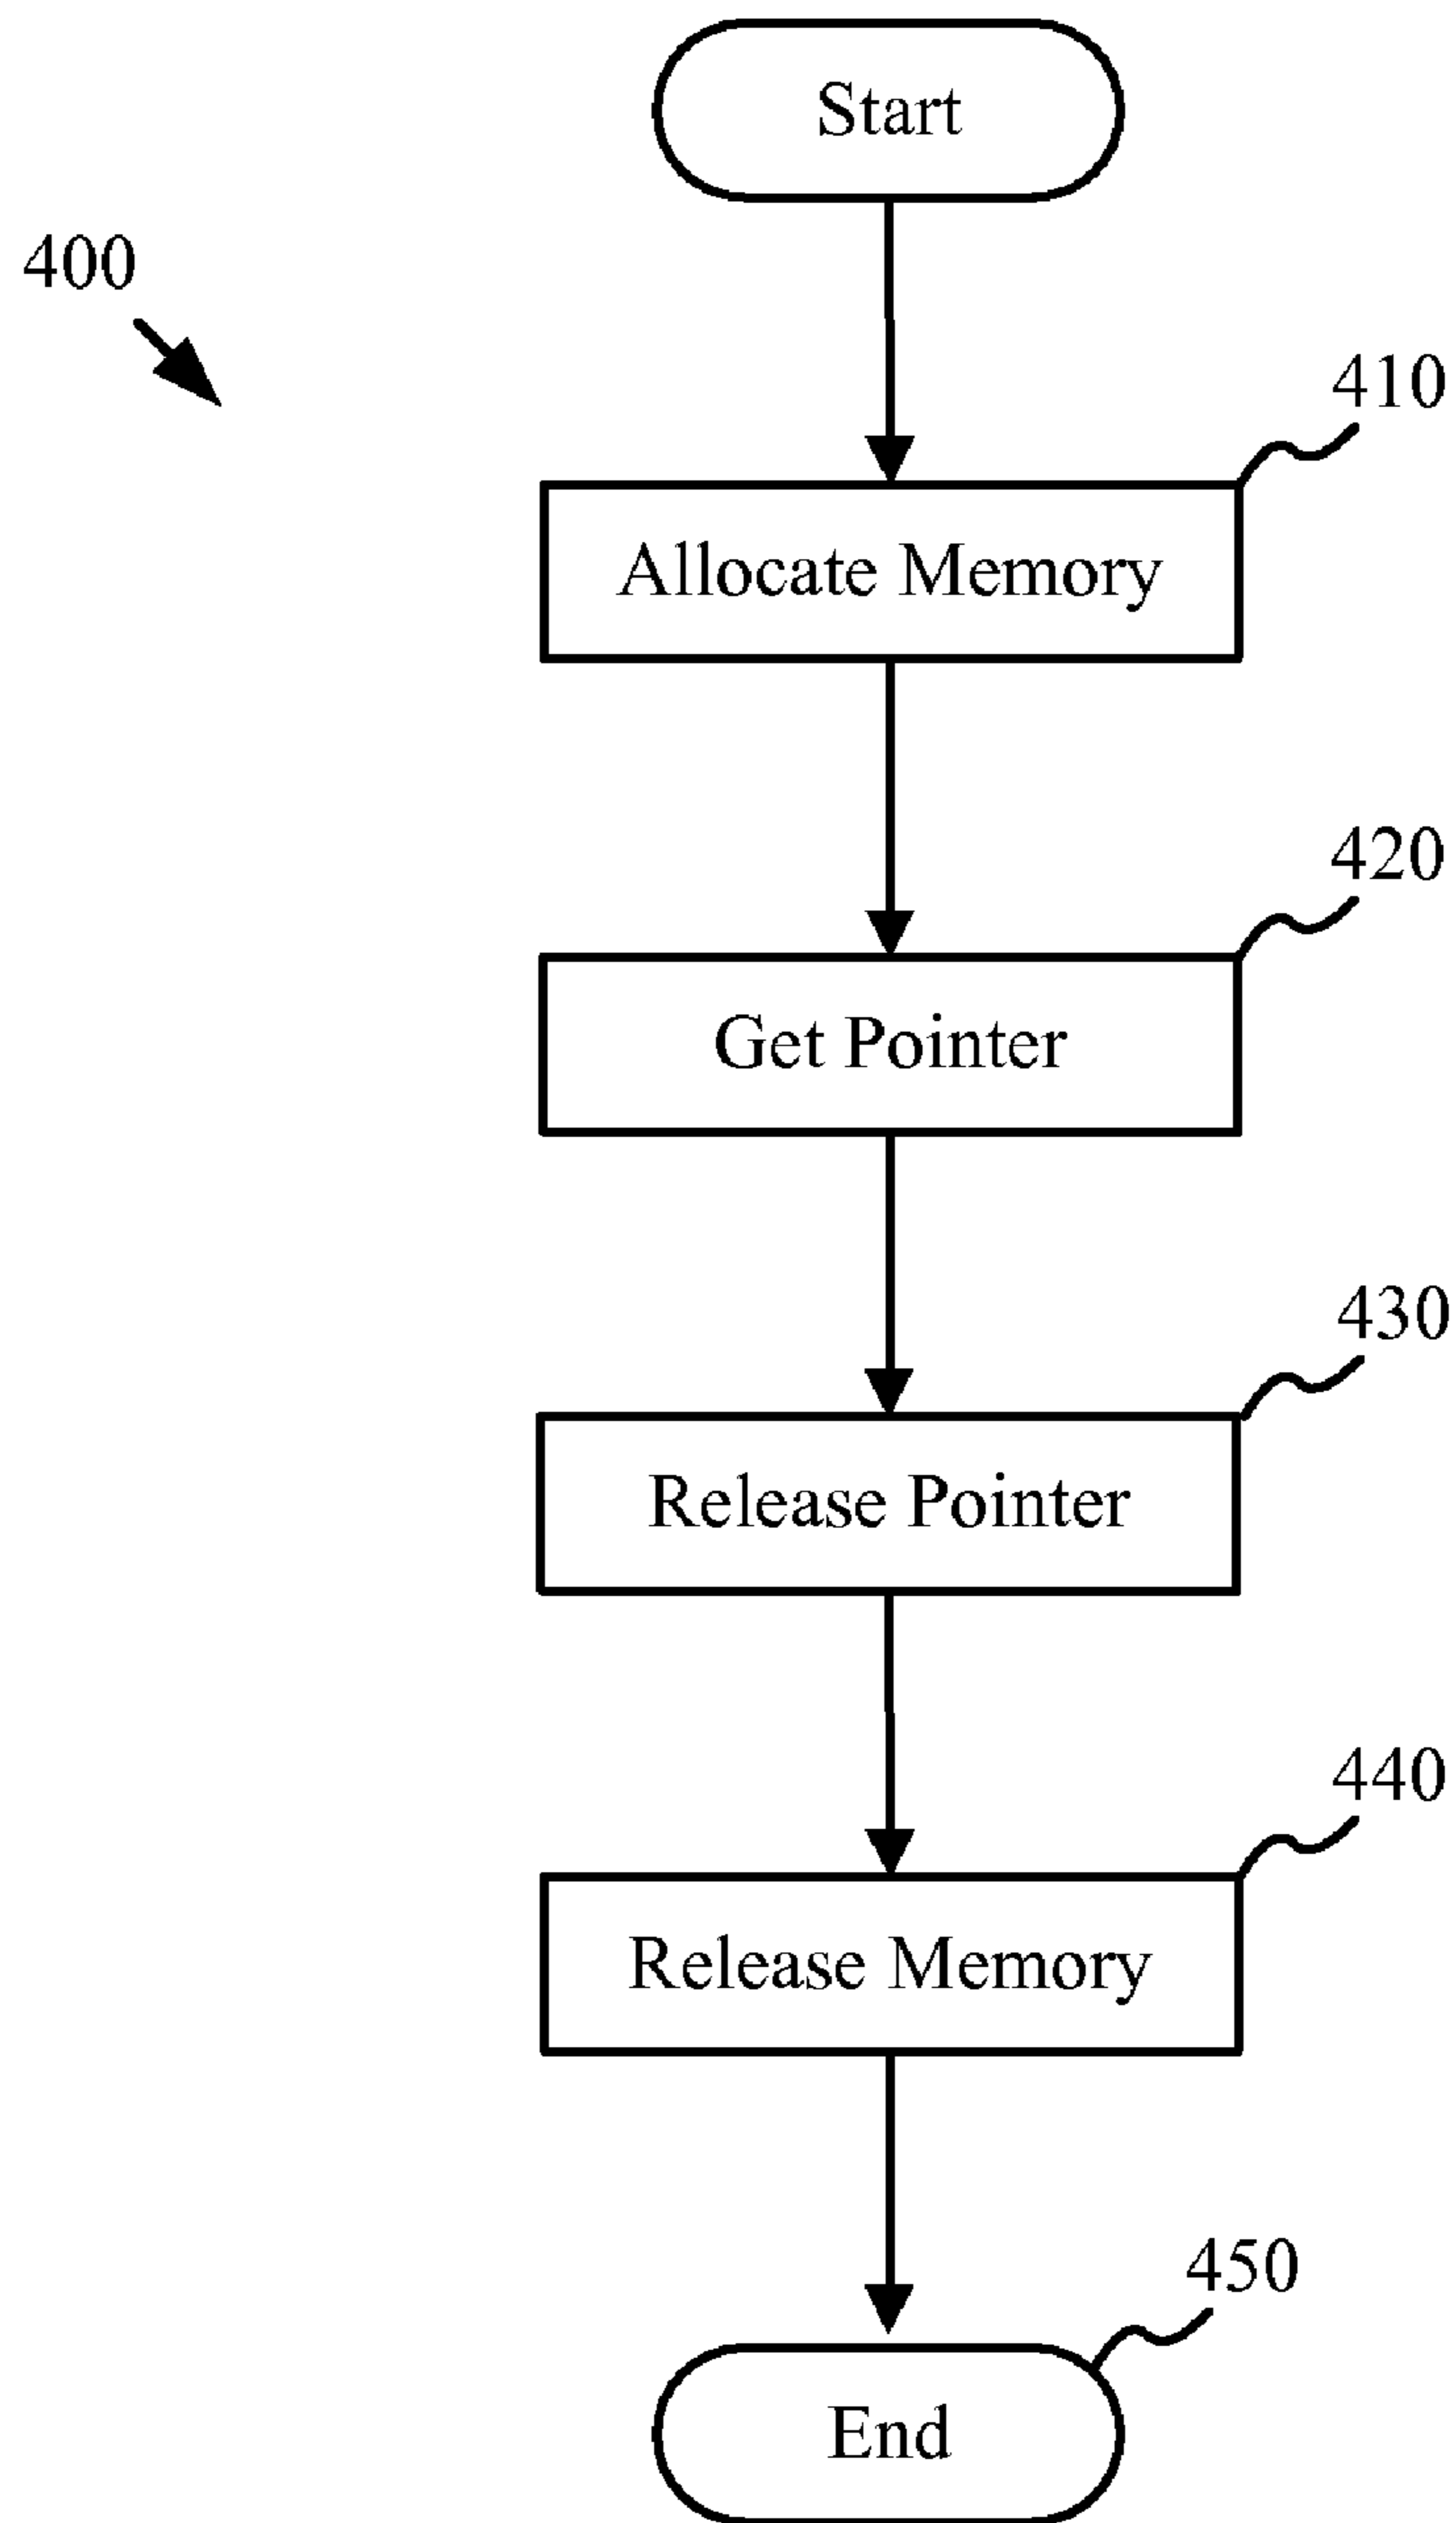 Start
400
410
Allocate Memory
420
Get Pointer
430
Release Pointer
440
Release Memory
450
End